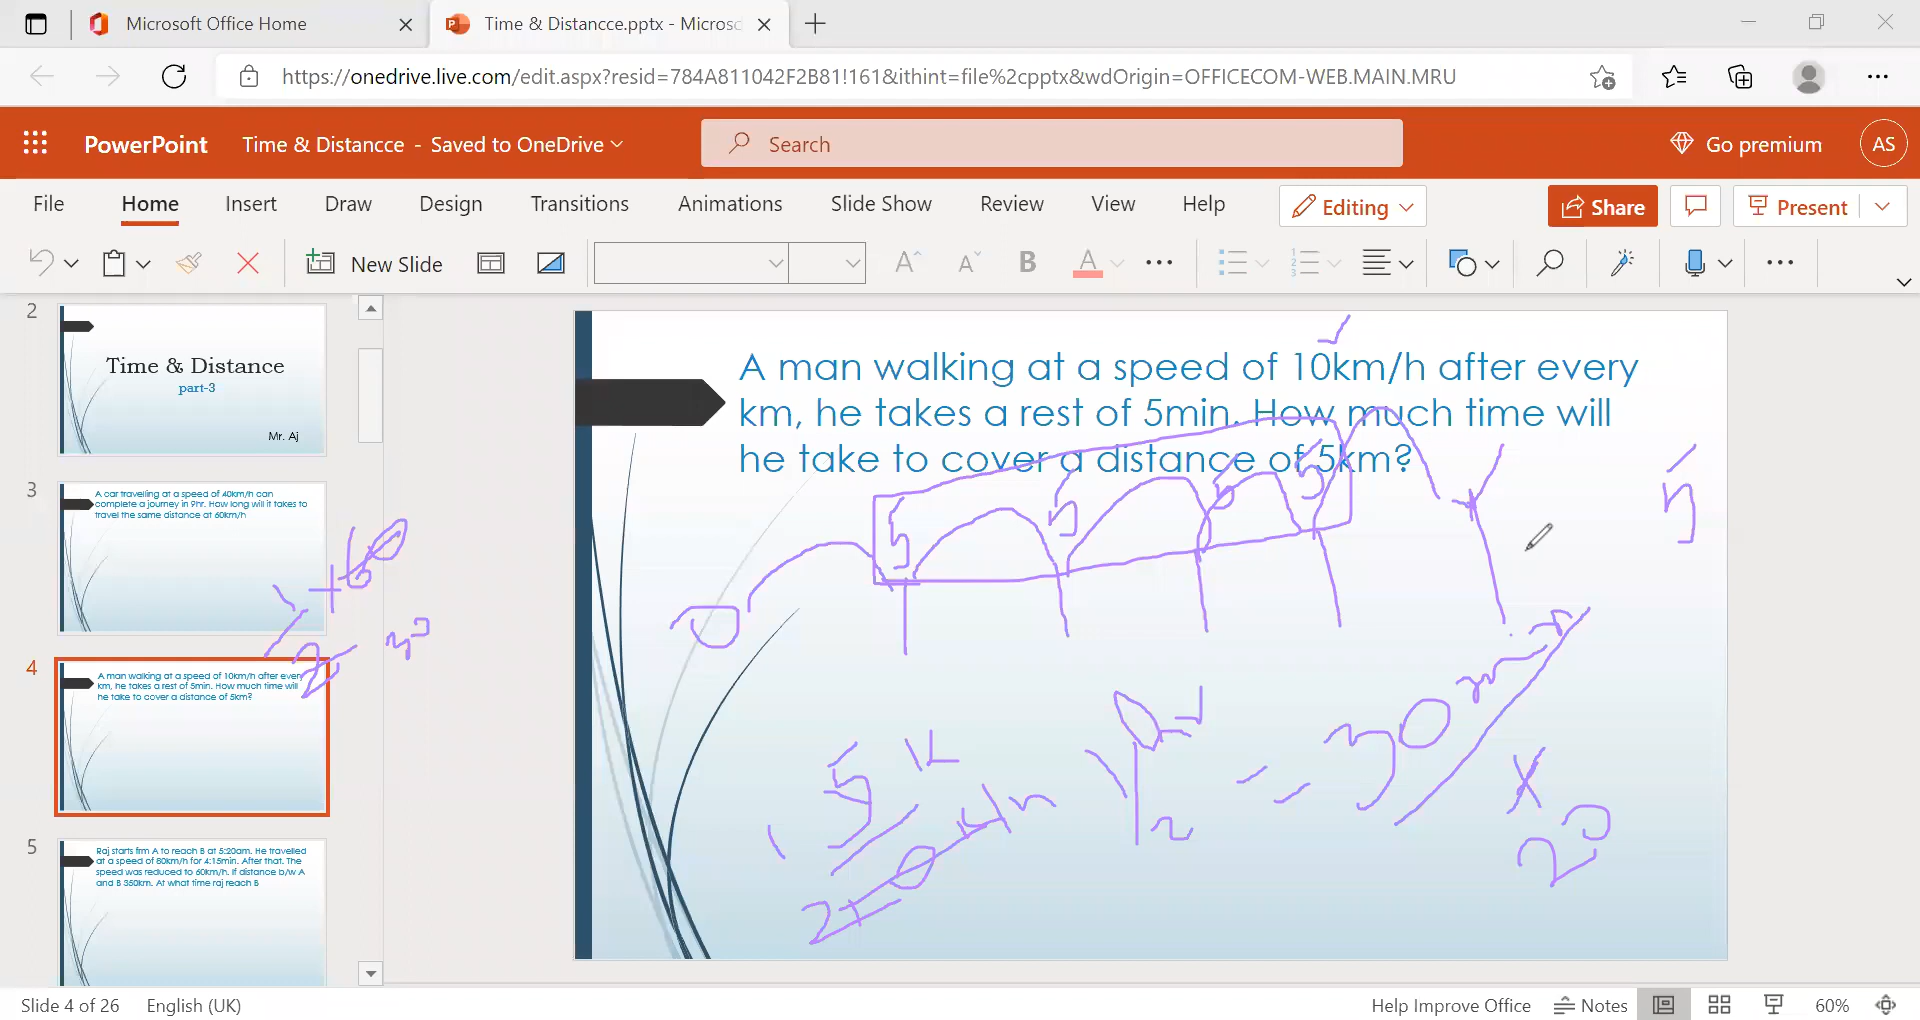 Microsoft Office Home
Time & Distancce.pptx - Microsc
https://onedrive.live.com/edit.aspx?resid=784A811042F2B81!161&ithint=file%2cpptx&wdOrigin=OFFICECOM-WEB.MAIN.MRU
PowerPoint Time & Distancce - Saved to OneDrive
Search
Go premium
AS
File Home Insert Draw Design Transitions Animations Slide Show Review View Help
Editing
Share
Present
New Slide
A A B A
2
Time & Distance
part-3
Mr. Aj
3
A car travelling at a speed of 40km/h can
complete a journey in 9hr. How long will it takes to
travel the same distance at 60km/h
4
A man walking at a speed of 10km/h after every
km, he takes a rest of 5min. How much time will
he take to cover a distance of 5km?
5
Raj starts frm A to reach B at 5:20am. He travelled
at a speed of 80km/h for 4:15min. After that. The
speed was reduced to 60km/h. If distance b/w A
and B 350km. At what time raj reach B
A man walking at a speed of 10km/h after every
km, he takes a rest of 5min. How much time will
he take to cover a distance of 5km?
5 5 5 5
5
1
2
= 30
20
Slide 4 of 26 English (UK)
Help Improve Office Notes 60%